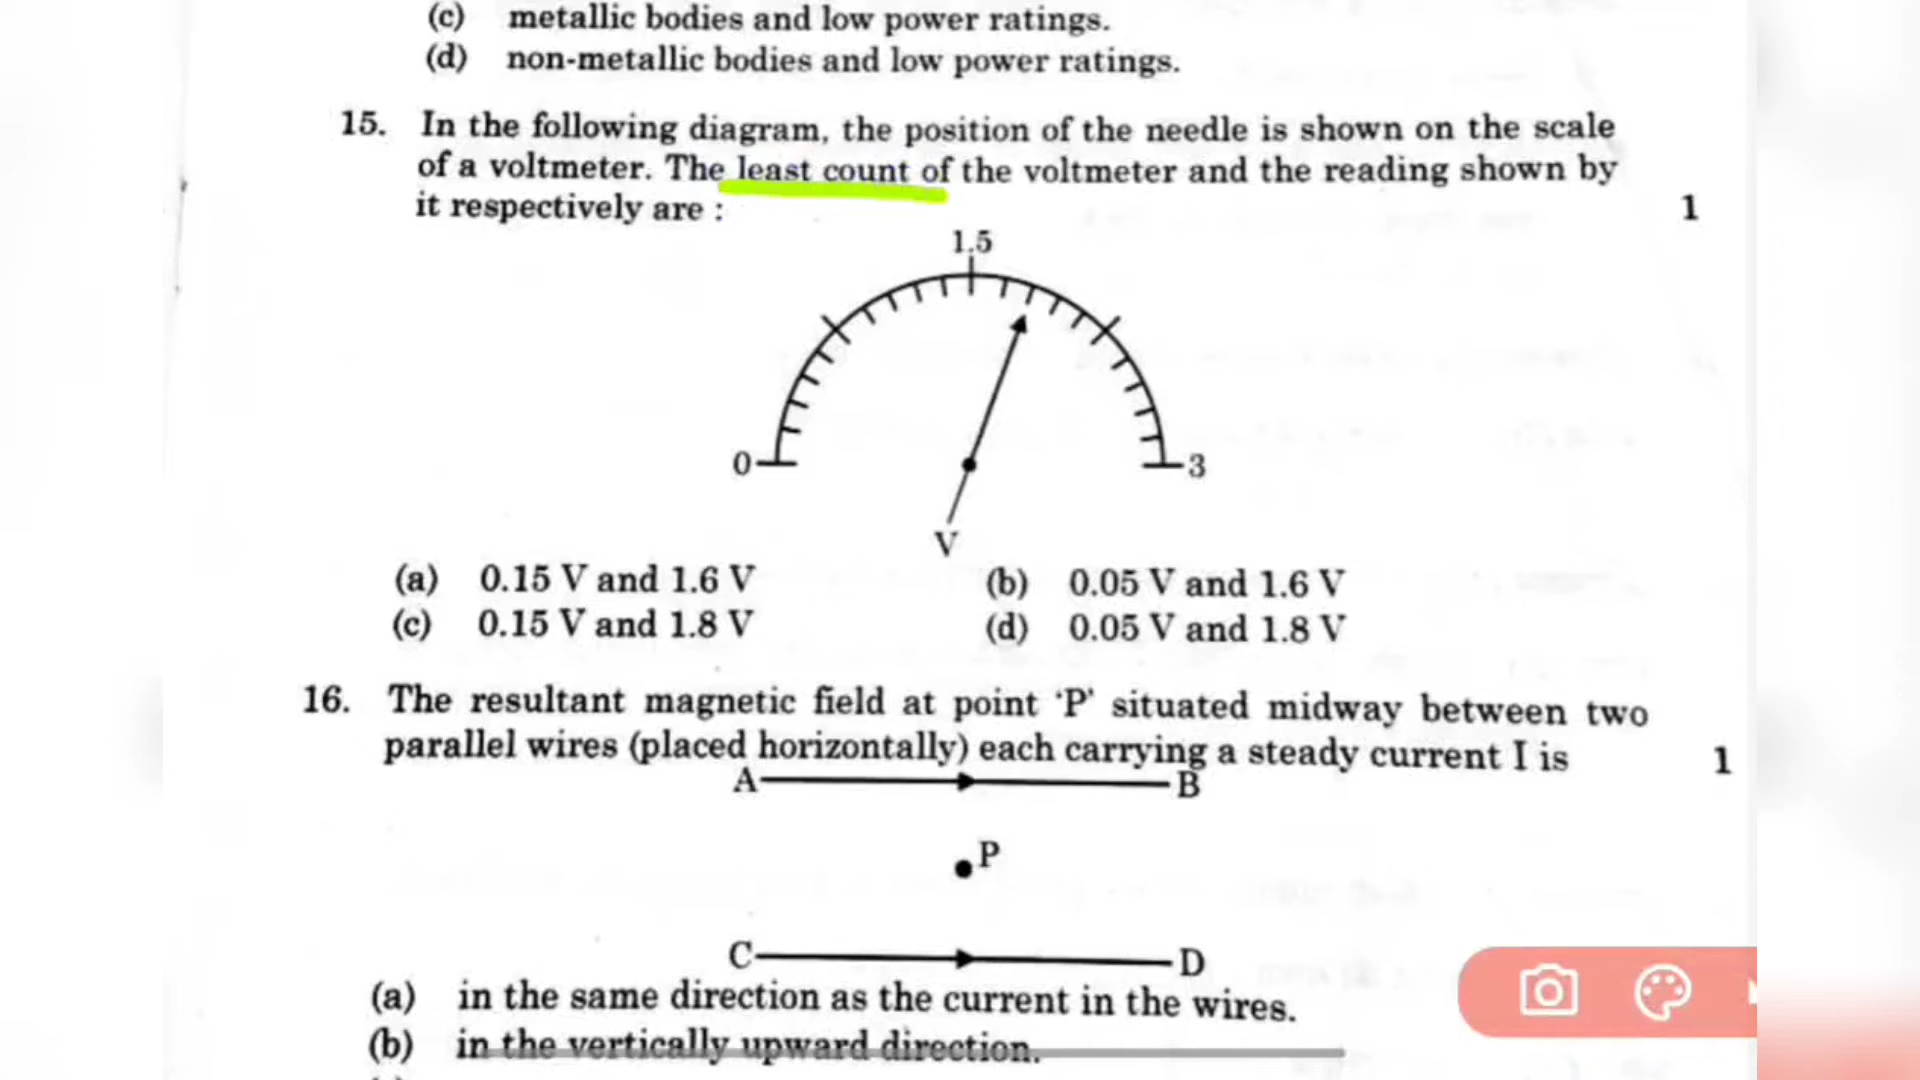 (c) metallic bodies and low power ratings.
(d) non-metallic bodies and low power ratings.
15. In the following diagram, the position of the needle is shown on the scale
of a voltmeter. The least count of the voltmeter and the reading shown by
it respectively are : 1
1.5
0 3
V
(a) 0.15 V and 1.6 V (b) 0.05 V and 1.6 V
(c) 0.15 V and 1.8 V (d) 0.05 V and 1.8 V
16. The resultant magnetic field at point ‘P’ situated midway between two
parallel wires (placed horizontally) each carrying a steady current I is 1
A B
P
C D
(a) in the same direction as the current in the wires.
(b) in the vertically upward direction.